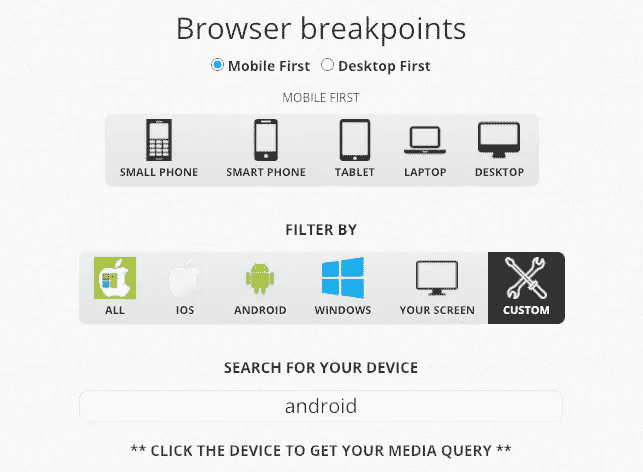 Browser breakpoints
Mobile First Desktop First
MOBILE FIRST
SMALL PHONE SMART PHONE TABLET LAPTOP DESKTOP
FILTER BY
ALL IOS ANDROID WINDOWS YOUR SCREEN CUSTOM
SEARCH FOR YOUR DEVICE
android
** CLICK THE DEVICE TO GET YOUR MEDIA QUERY **